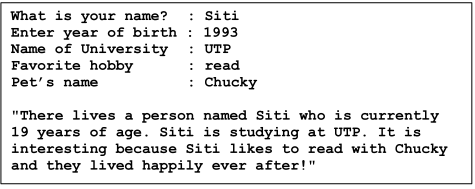 What is your name?  : Siti
Enter year of birth : 1993
Name of University  : UTP
Favorite hobby      : read
Pet's name          : Chucky

"There lives a person named Siti who is currently
19 years of age. Siti is studying at UTP. It is
interesting because Siti likes to read with Chucky
and they lived happily ever after!"